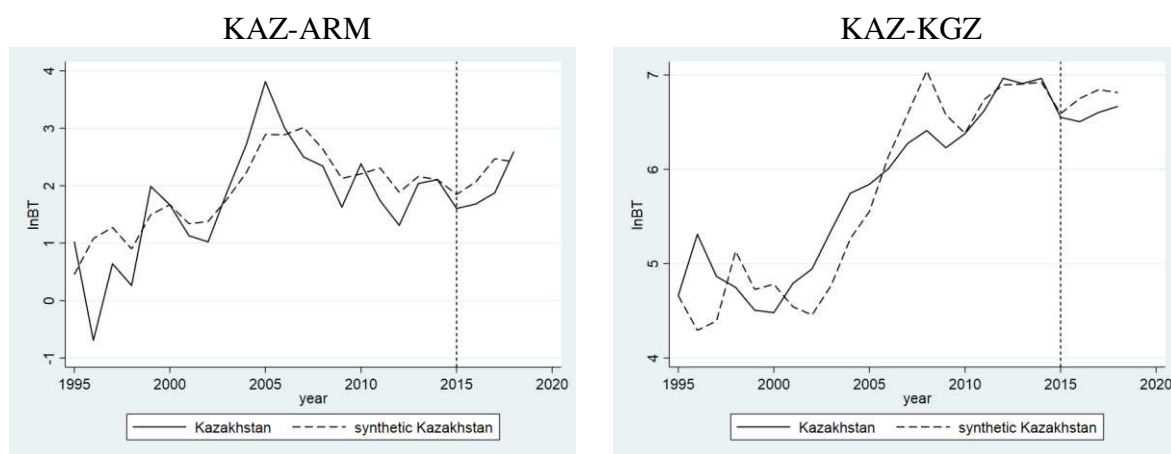 KAZ-ARM
4
3
2
1
0
-1
lnBT
1995
2000
2005
2010
2015
2020
year
Kazakhstan
synthetic Kazakhstan
KAZ-KGZ
7
6
5
4
lnBT
1995
2000
2005
2010
2015
2020
year
Kazakhstan
synthetic Kazakhstan